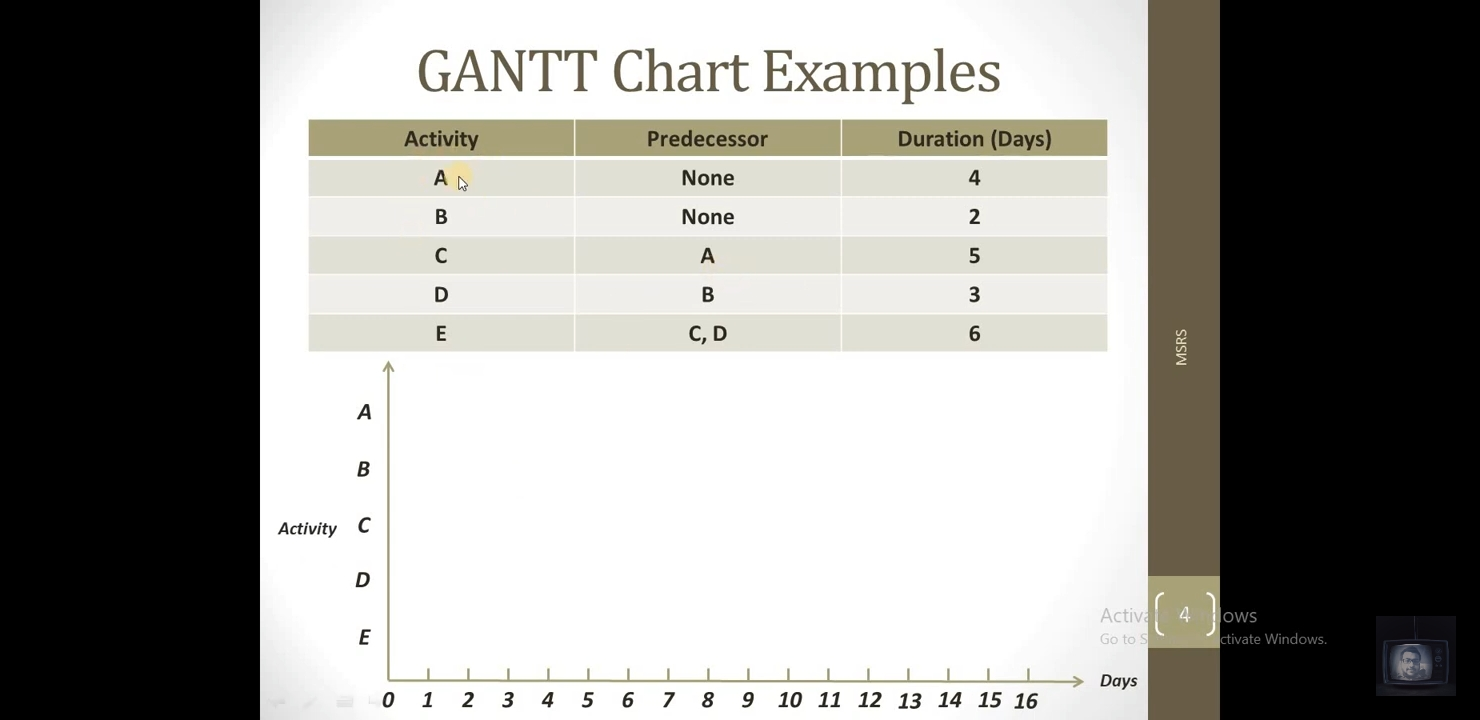 GANTT Chart Examples
Activity Predecessor Duration (Days)
A None 4
B None 2
C A 5
D B 3
E C, D 6
A
B
Activity C
D
E
Days
0 1 2 3 4 5 6 7 8 9 10 11 12 13 14 15 16
MSRS
4
Activate Windows
Go to S ctivate Windows.